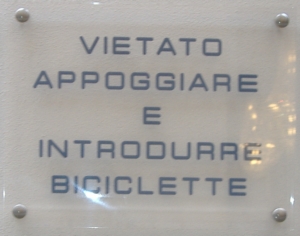 VIETATO
APPOGGIARE
E
INTRODURRE
BICICLETTE